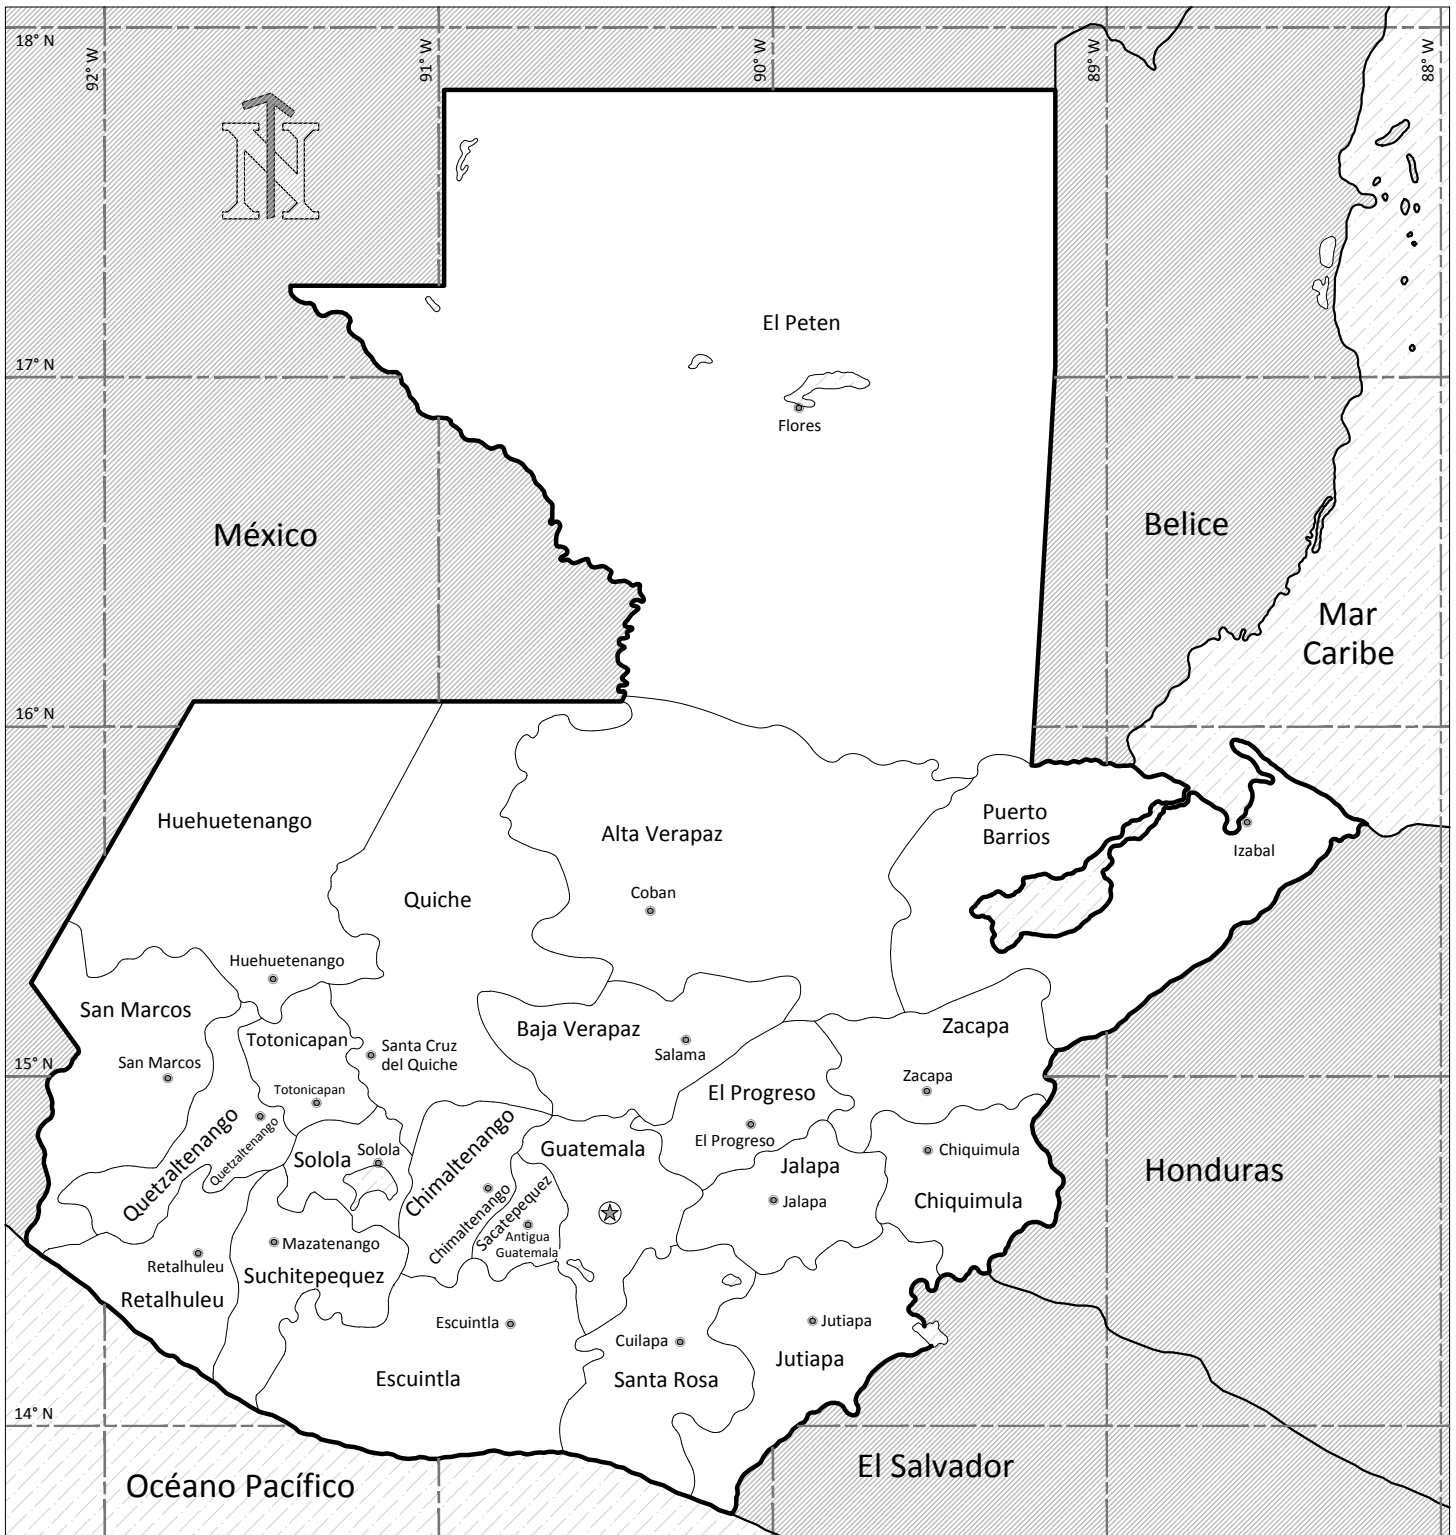 18° N
92° W
91° W
90° W
89° W
88° W
N
El Peten
17° N
Flores
México
Belice
Mar
Caribe
16° N
Huehuetenango
Alta Verapaz
Puerto
Barrios
Izabal
Quiche
Coban
Huehuetenango
San Marcos
Totonicapan
Baja Verapaz
Zacapa
Santa Cruz
del Quiche
Salama
15° N
San Marcos
Totonicapan
El Progreso
Zacapa
Quetzaltenango
Quetzaltenango
Solola
Solola
Chimaltenango
Guatemala
El Progreso
Jalapa
Chiquimula
Honduras
Chimaltenango
Sacatepequez
Jalapa
Chiquimula
Antigua
Guatemala
Mazatenango
Retalhuleu
Suchitepequez
Retalhuleu
Escuintla
Cuilapa
Jutiapa
Jutiapa
Escuintla
Santa Rosa
14° N
El Salvador
Océano Pacífico